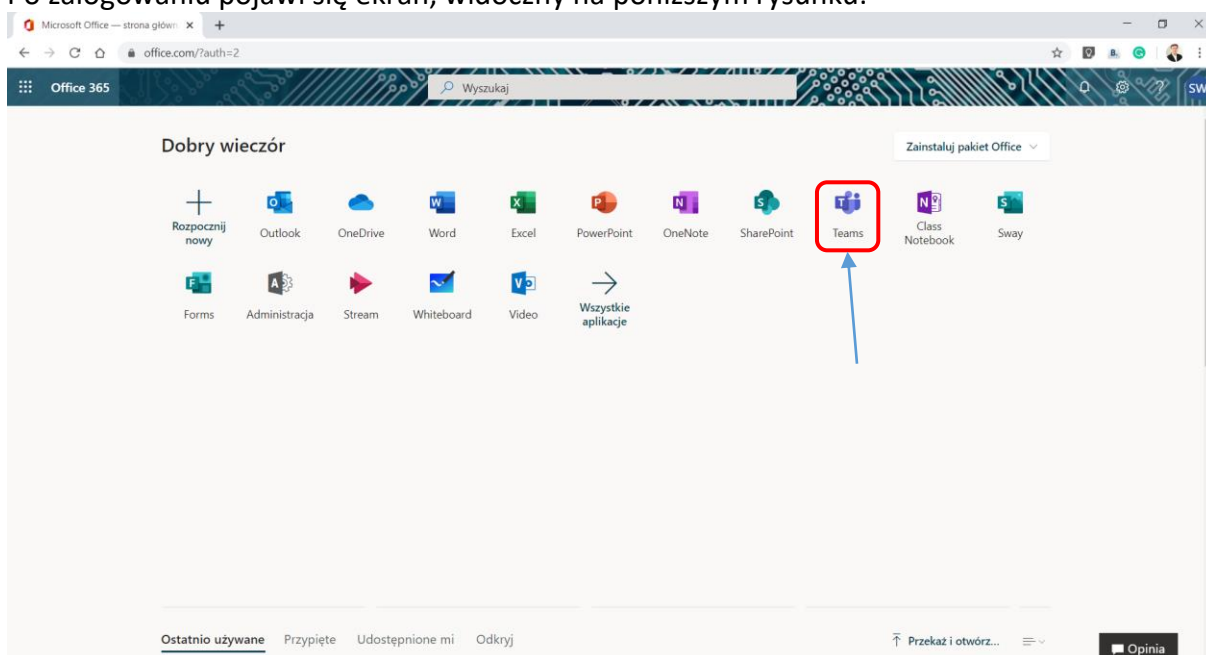 Po zalogowaniu pojawi się ekran, widoczny na poniższym rysunku.
Microsoft Office — strona główn
office.com/?auth=2
Office 365
Wyszukaj
SW
Dobry wieczór
Zainstaluj pakiet Office
Rozpocznij nowy
Outlook
OneDrive
Word
Excel
PowerPoint
OneNote
SharePoint
Teams
Class Notebook
Sway
Forms
Administracja
Stream
Whiteboard
Video
Wszystkie aplikacje
Ostatnio używane Przypięte Udostępnione mi Odkryj
Przekaż i otwórz...
Opinia